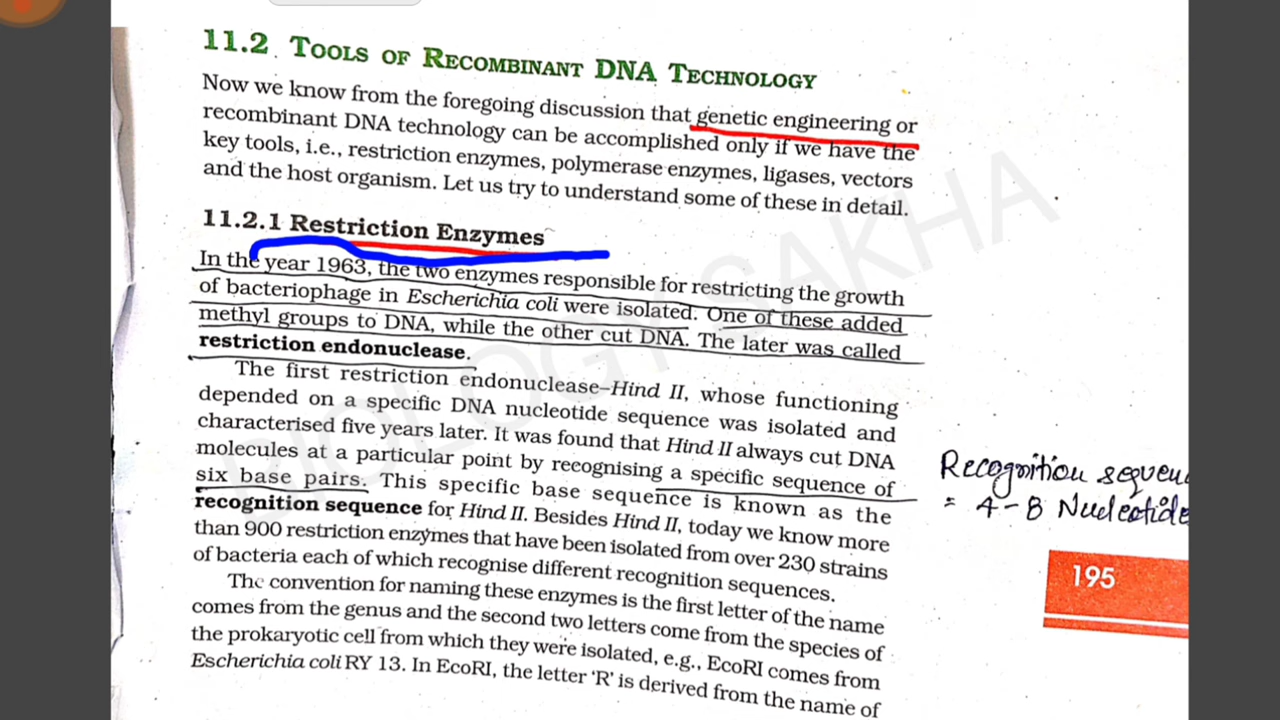 11.2 TOOLS OF RECOMBINANT DNA TECHNOLOGY
Now we know from the foregoing discussion that genetic engineering or
recombinant DNA technology can be accomplished only if we have the
key tools, i.e., restriction enzymes, polymerase enzymes, ligases, vectors
and the host organism. Let us try to understand some of these in detail.
11.2.1 Restriction Enzymes
In the year 1963, the two enzymes responsible for restricting the growth
of bacteriophage in Escherichia coli were isolated. One of these added
methyl groups to DNA, while the other cut DNA. The later was called
restriction endonuclease.
The first restriction endonuclease–Hind II, whose functioning
depended on a specific DNA nucleotide sequence was isolated and
characterised five years later. It was found that Hind II always cut DNA
molecules at a particular point by recognising a specific sequence of
six base pairs. This specific base sequence is known as the
recognition sequence for Hind II. Besides Hind II, today we know more
than 900 restriction enzymes that have been isolated from over 230 strains
of bacteria each of which recognise different recognition sequences.
The convention for naming these enzymes is the first letter of the name
comes from the genus and the second two letters come from the species of
the prokaryotic cell from which they were isolated, e.g., EcoRI comes from
Escherichia coli RY 13. In EcoRI, the letter ‘R’ is derived from the name of
Recognition sequenc
= 4-8 Nucleotide
195
BIOLOGY SAKHA